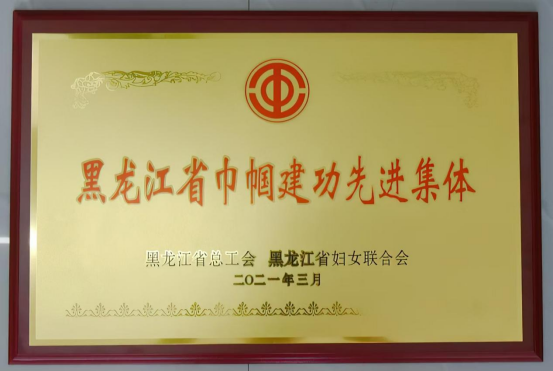 黑龙江省巾帼建功先进集体
黑龙江省总工会 黑龙江省妇女联合会
二〇二一年三月